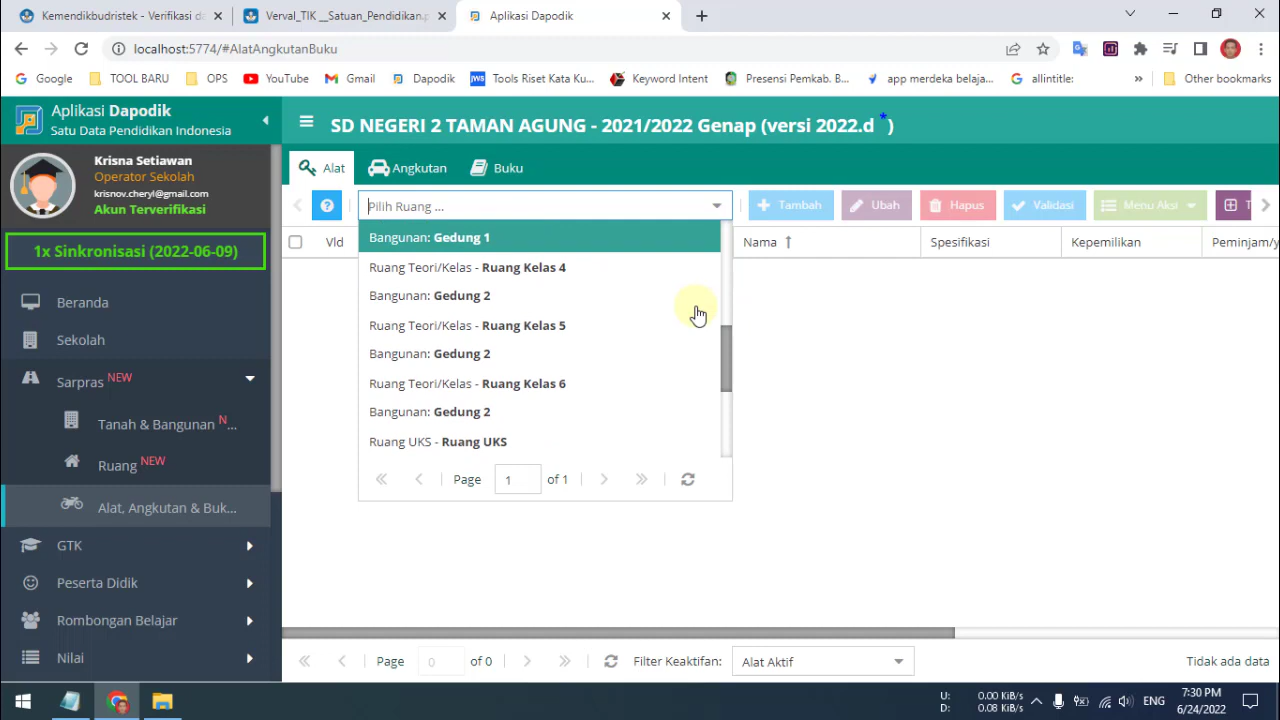 Kemendikbudristek - Verifikasi d
Verval_TIK __Satuan_Pendidikan.p
Aplikasi Dapodik
localhost:5774/#AlatAngkutanBuku
Google
TOOL BARU
OPS
YouTube
Gmail
Dapodik
Tools Riset Kata Ku...
Keyword Intent
Presensi Pemkab. B...
app merdeka belaja...
allintitle:
»
Other bookmarks
Aplikasi Dapodik
Satu Data Pendidikan Indonesia
SD NEGERI 2 TAMAN AGUNG - 2021/2022 Genap (versi 2022.d *)
Krisna Setiawan
Operator Sekolah
krisnov.cheryl@gmail.com
Akun Terverifikasi
1x Sinkronisasi (2022-06-09)
Beranda
Sekolah
Sarpras NEW
Tanah & Bangunan N...
Ruang NEW
Alat, Angkutan & Buk...
GTK
Peserta Didik
Rombongan Belajar
Nilai
Alat
Angkutan
Buku
Pilih Ruang ...
Tambah
Ubah
Hapus
Validasi
Menu Aksi
T
Vld
Nama
Spesifikasi
Kepemilikan
Peminjam/y
Bangunan: Gedung 1
Ruang Teori/Kelas - Ruang Kelas 4
Bangunan: Gedung 2
Ruang Teori/Kelas - Ruang Kelas 5
Bangunan: Gedung 2
Ruang Teori/Kelas - Ruang Kelas 6
Bangunan: Gedung 2
Ruang UKS - Ruang UKS
Page 1 of 1
Page 0 of 0
Filter Keaktifan:
Alat Aktif
Tidak ada data
U: 0.00 KiB/s
D: 0.08 KiB/s
ENG
7:30 PM
6/24/2022